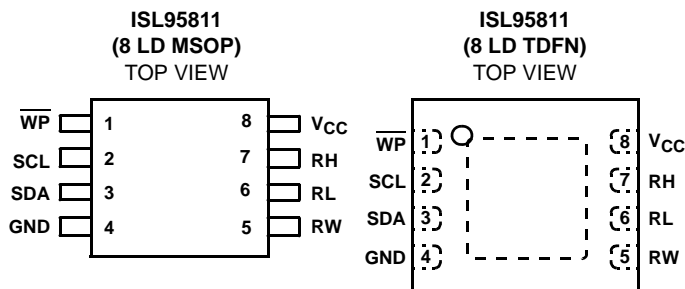 ISL95811
(8 LD MSOP)
TOP VIEW
WP 1 8 VCC
SCL 2 7 RH
SDA 3 6 RL
GND 4 5 RW
ISL95811
(8 LD TDFN)
TOP VIEW
WP 1 8 VCC
SCL 2 7 RH
SDA 3 6 RL
GND 4 5 RW